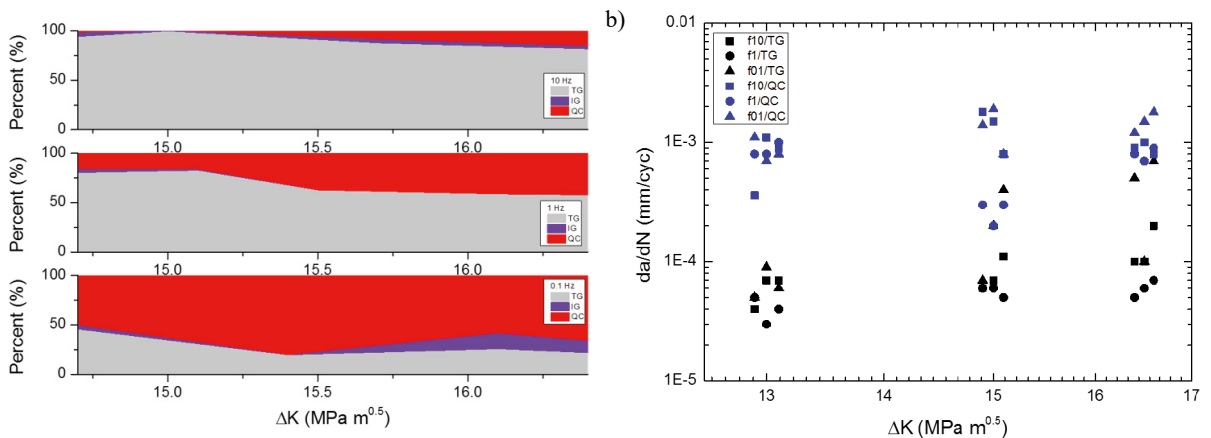 Percent (%)
100
50
0
10 Hz
TG
IG
QC
15.0
15.5
16.0
Percent (%)
100
50
0
1 Hz
TG
IG
QC
15.0
15.5
16.0
Percent (%)
100
50
0
0.1 Hz
TG
IG
QC
15.0
15.5
16.0
ΔK (MPa m^0.5)
b)
da/dN (mm/cyc)
0.01
1E-3
1E-4
1E-5
f10/TG
f1/TG
f01/TG
f10/QC
f1/QC
f01/QC
13
14
15
16
17
ΔK (MPa m^0.5)